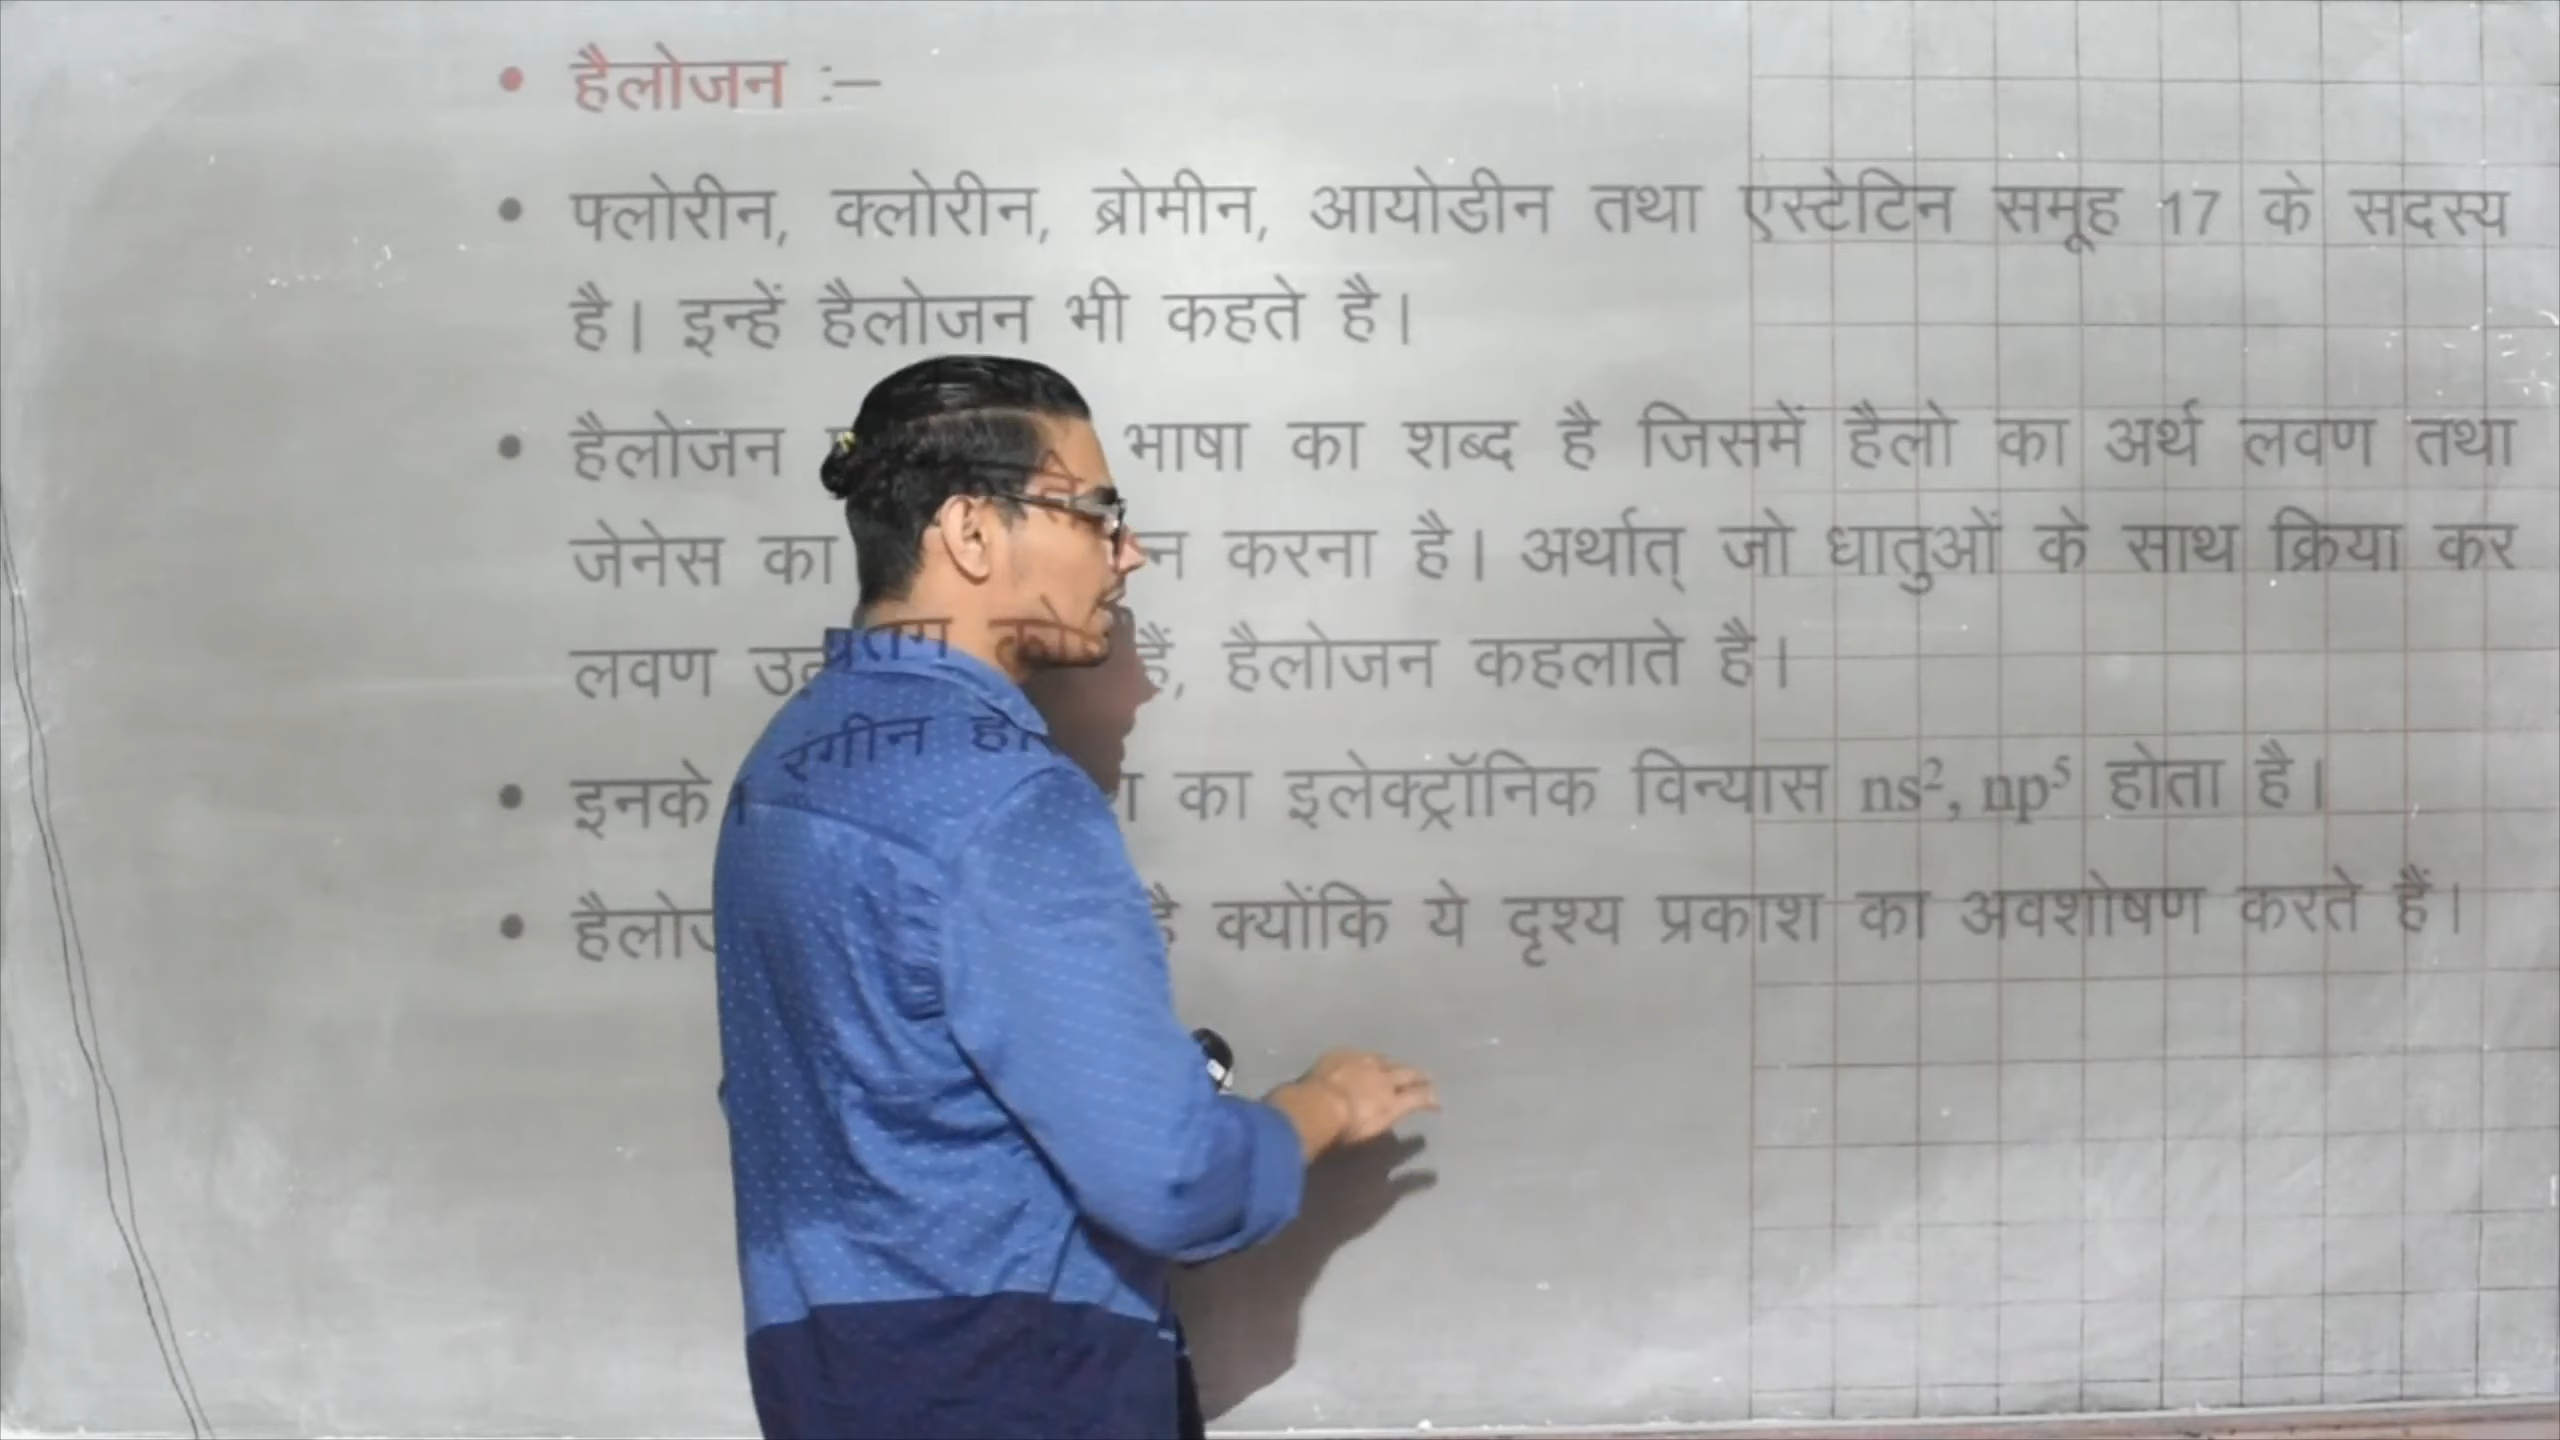 • हैलोजन :–
• फ्लोरीन, क्लोरीन, ब्रोमीन, आयोडीन तथा एस्टेटिन समूह 17 के सदस्य
है। इन्हें हैलोजन भी कहते है।
• हैलोजन भाषा का शब्द है जिसमें हैलो का अर्थ लवण तथा
जेनेस का करना है। अर्थात् जो धातुओं के साथ क्रिया कर
लवण हैं, हैलोजन कहलाते है।
• इनके का इलेक्ट्रॉनिक विन्यास ns², np⁵ होता है।
• रंगीन है क्योंकि ये दृश्य प्रकाश का अवशोषण करते हैं।